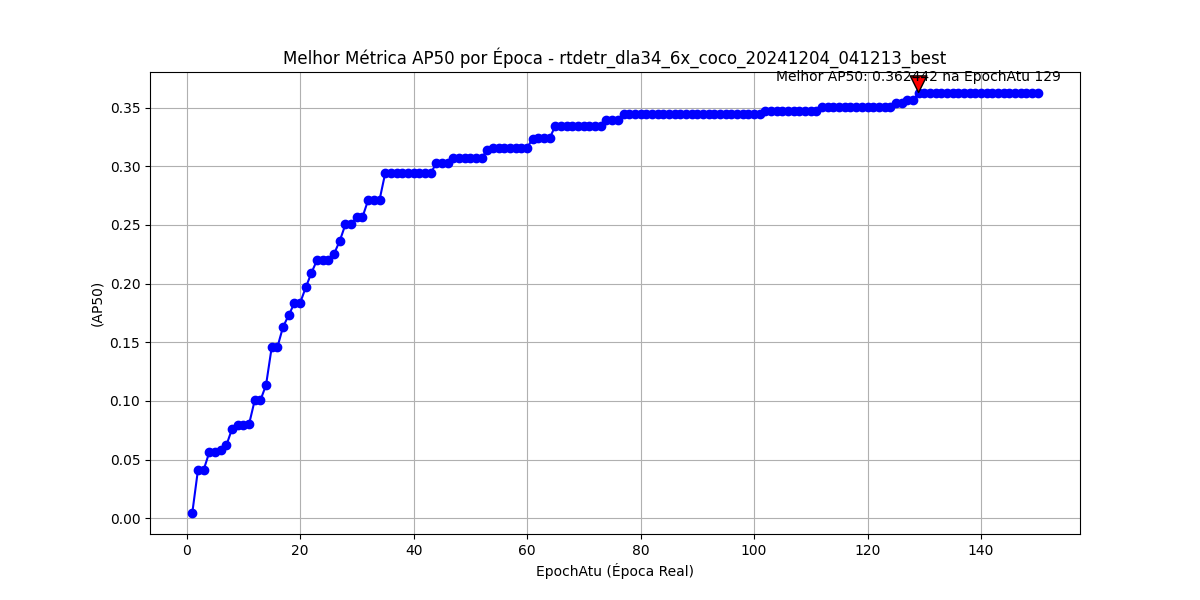 Melhor Métrica AP50 por Época - rtdetr_dla34_6x_coco_20241204_041213_best
Melhor AP50: 0.362442 na EpochAtu 129
0.35
0.30
0.25
0.20
0.15
0.10
0.05
0.00
(AP50)
0 20 40 60 80 100 120 140
EpochAtu (Época Real)